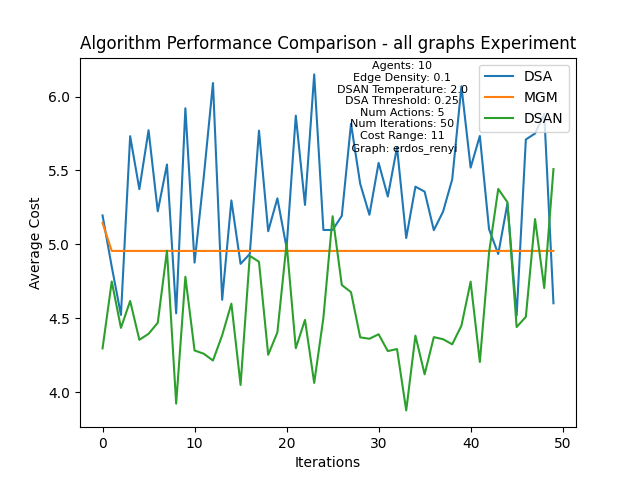 Algorithm Performance Comparison - all graphs Experiment
Agents: 10
Edge Density: 0.1
DSAN Temperature: 2.0
DSA Threshold: 0.25
Num Actions: 5
Num Iterations: 50
Cost Range: 11
Graph: erdos_renyi
DSA
MGM
DSAN
Average Cost
6.0
5.5
5.0
4.5
4.0
0
10
20
30
40
50
Iterations